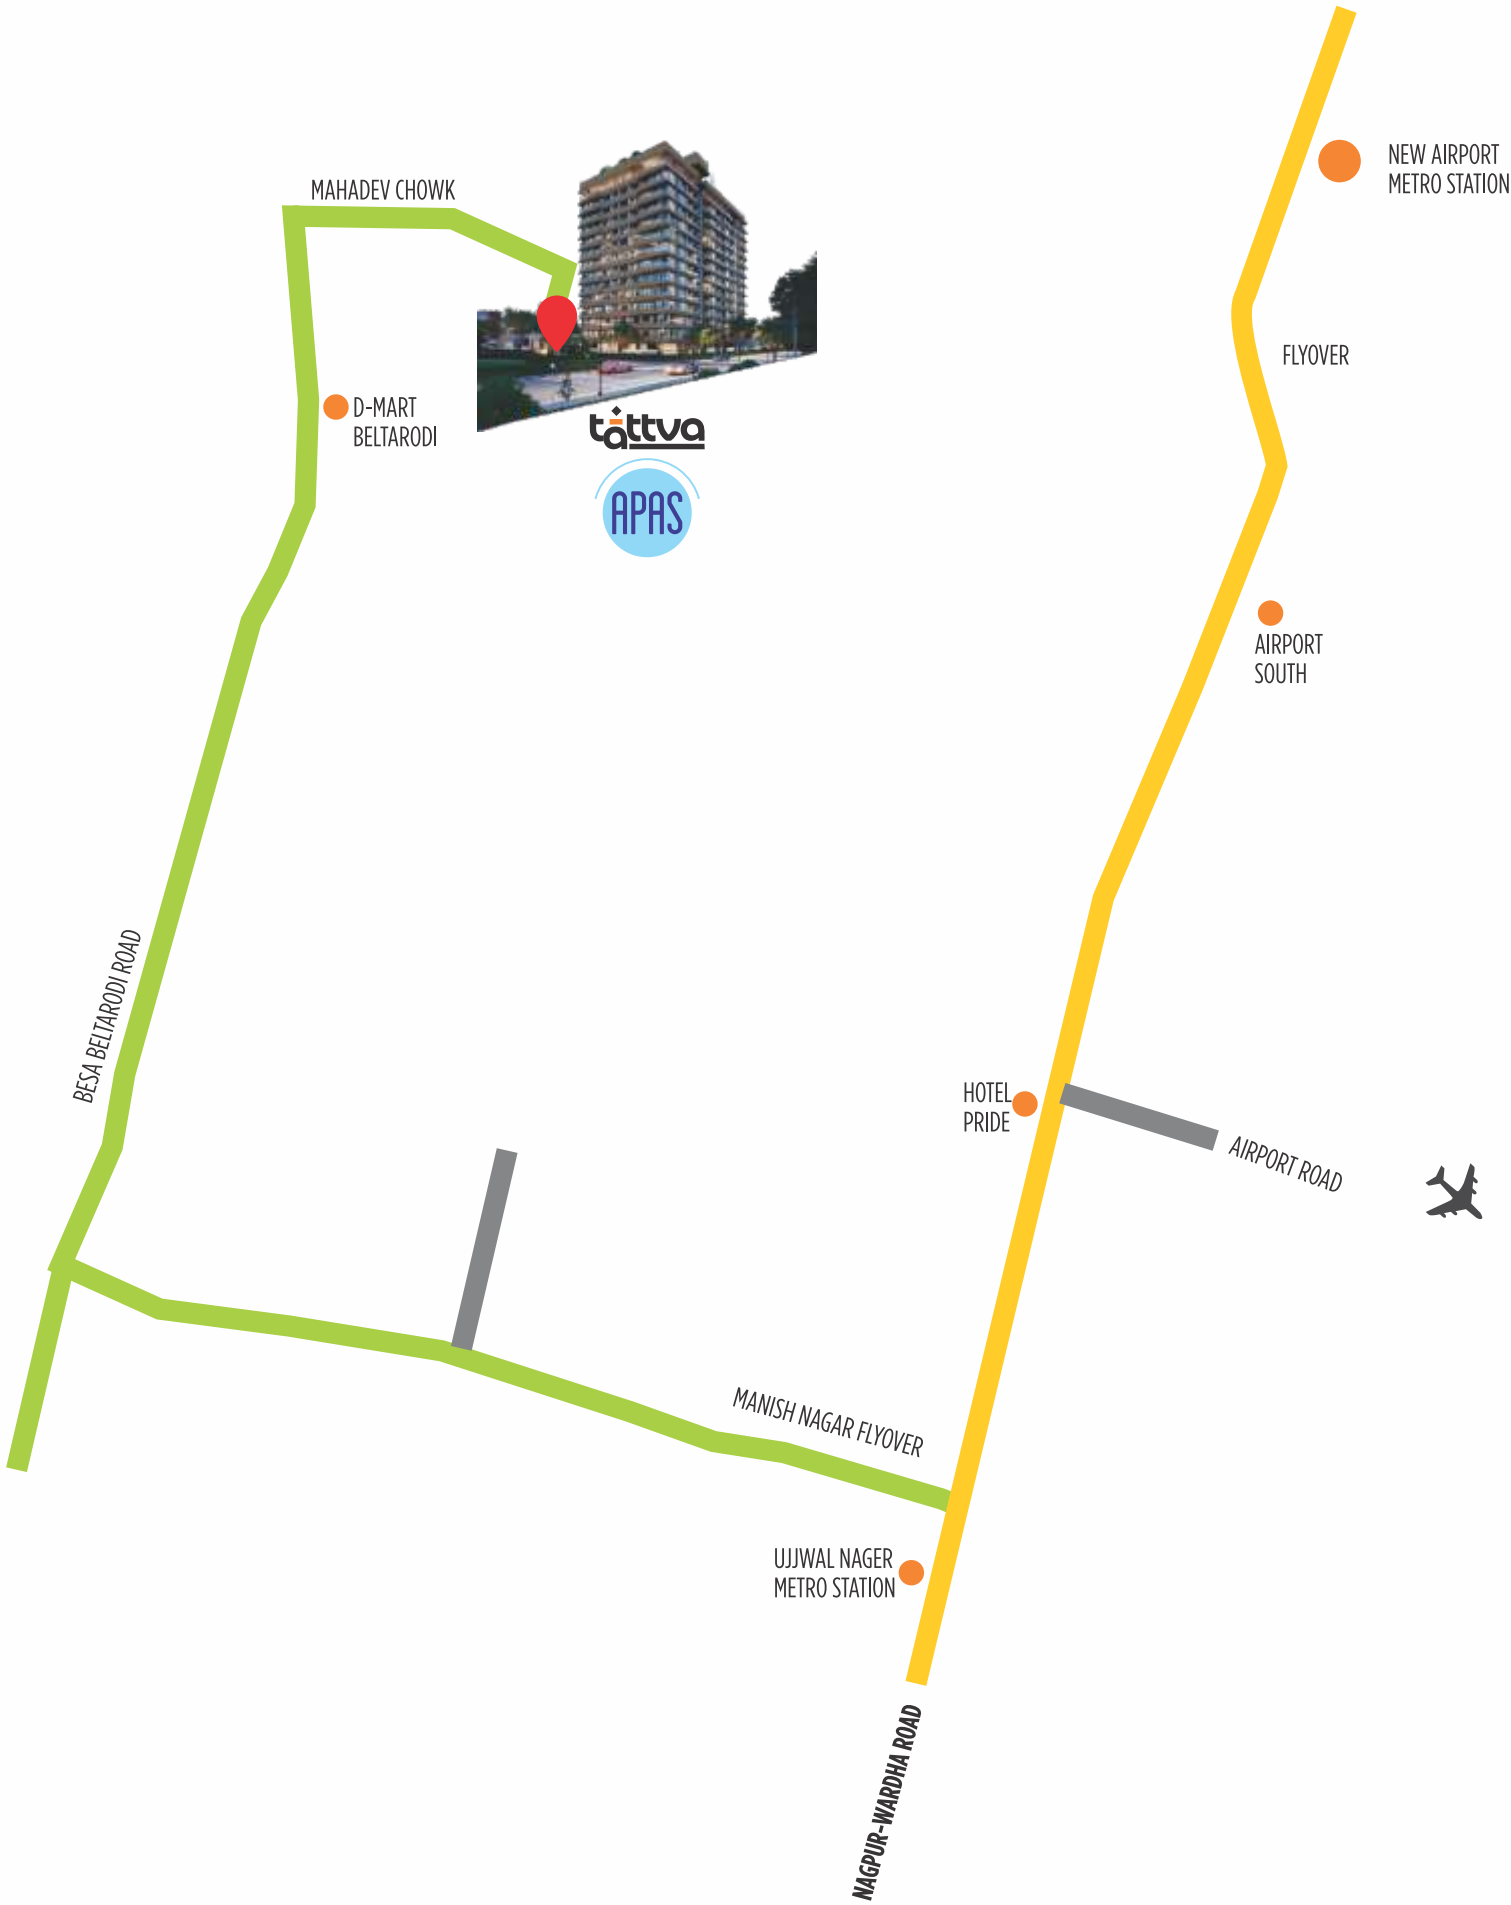 NEW AIRPORT
METRO STATION
MAHADEV CHOWK
FLYOVER
D-MART
BELTARODI
tattva
APAS
AIRPORT
SOUTH
BESA BELTARODI ROAD
HOTEL
PRIDE
AIRPORT ROAD
MANISH NAGAR FLYOVER
UJJWAL NAGER
METRO STATION
NAGPUR-WARDHA ROAD